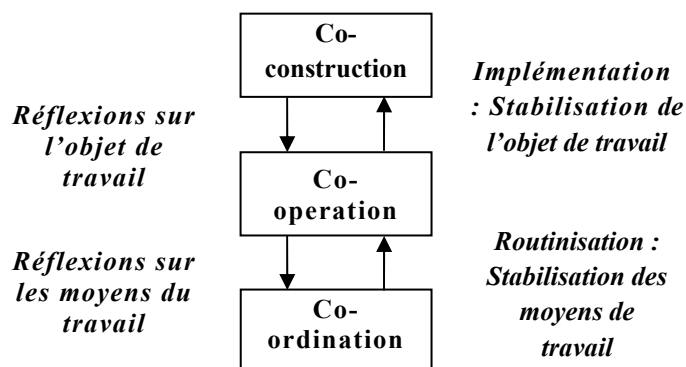 Co-
construction
Réflexions sur
l'objet de
travail
Implémentation
: Stabilisation de
l'objet de travail
Co-
operation
Réflexions sur
les moyens du
travail
Routinisation :
Stabilisation des
moyens de
travail
Co-
ordination